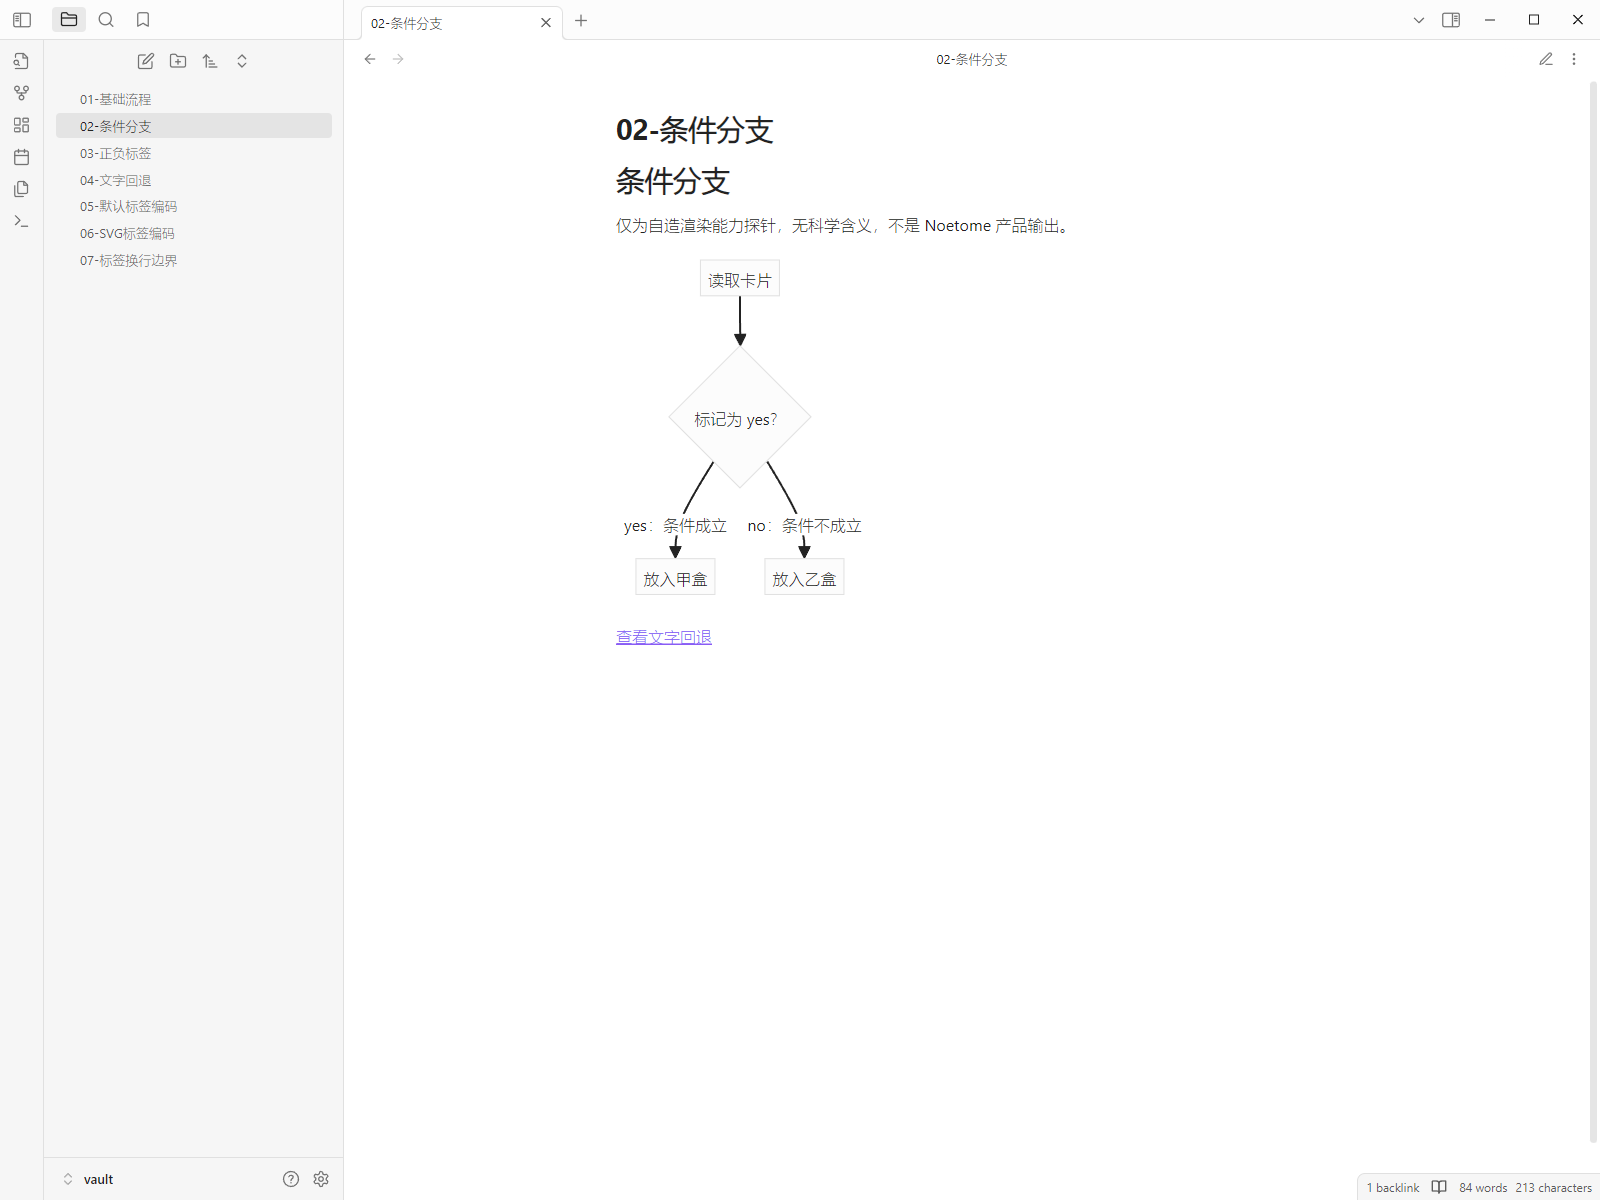 02-条件分支
02-条件分支
01-基础流程
02-条件分支
03-正负标签
04-文字回退
05-默认标签编码
06-SVG标签编码
07-标签换行边界
02-条件分支
条件分支
仅为自造渲染能力探针，无科学含义，不是 Noetome 产品输出。
读取卡片
标记为 yes？
yes：条件成立
no：条件不成立
放入甲盒
放入乙盒
查看文字回退
vault
1 backlink 84 words 213 characters